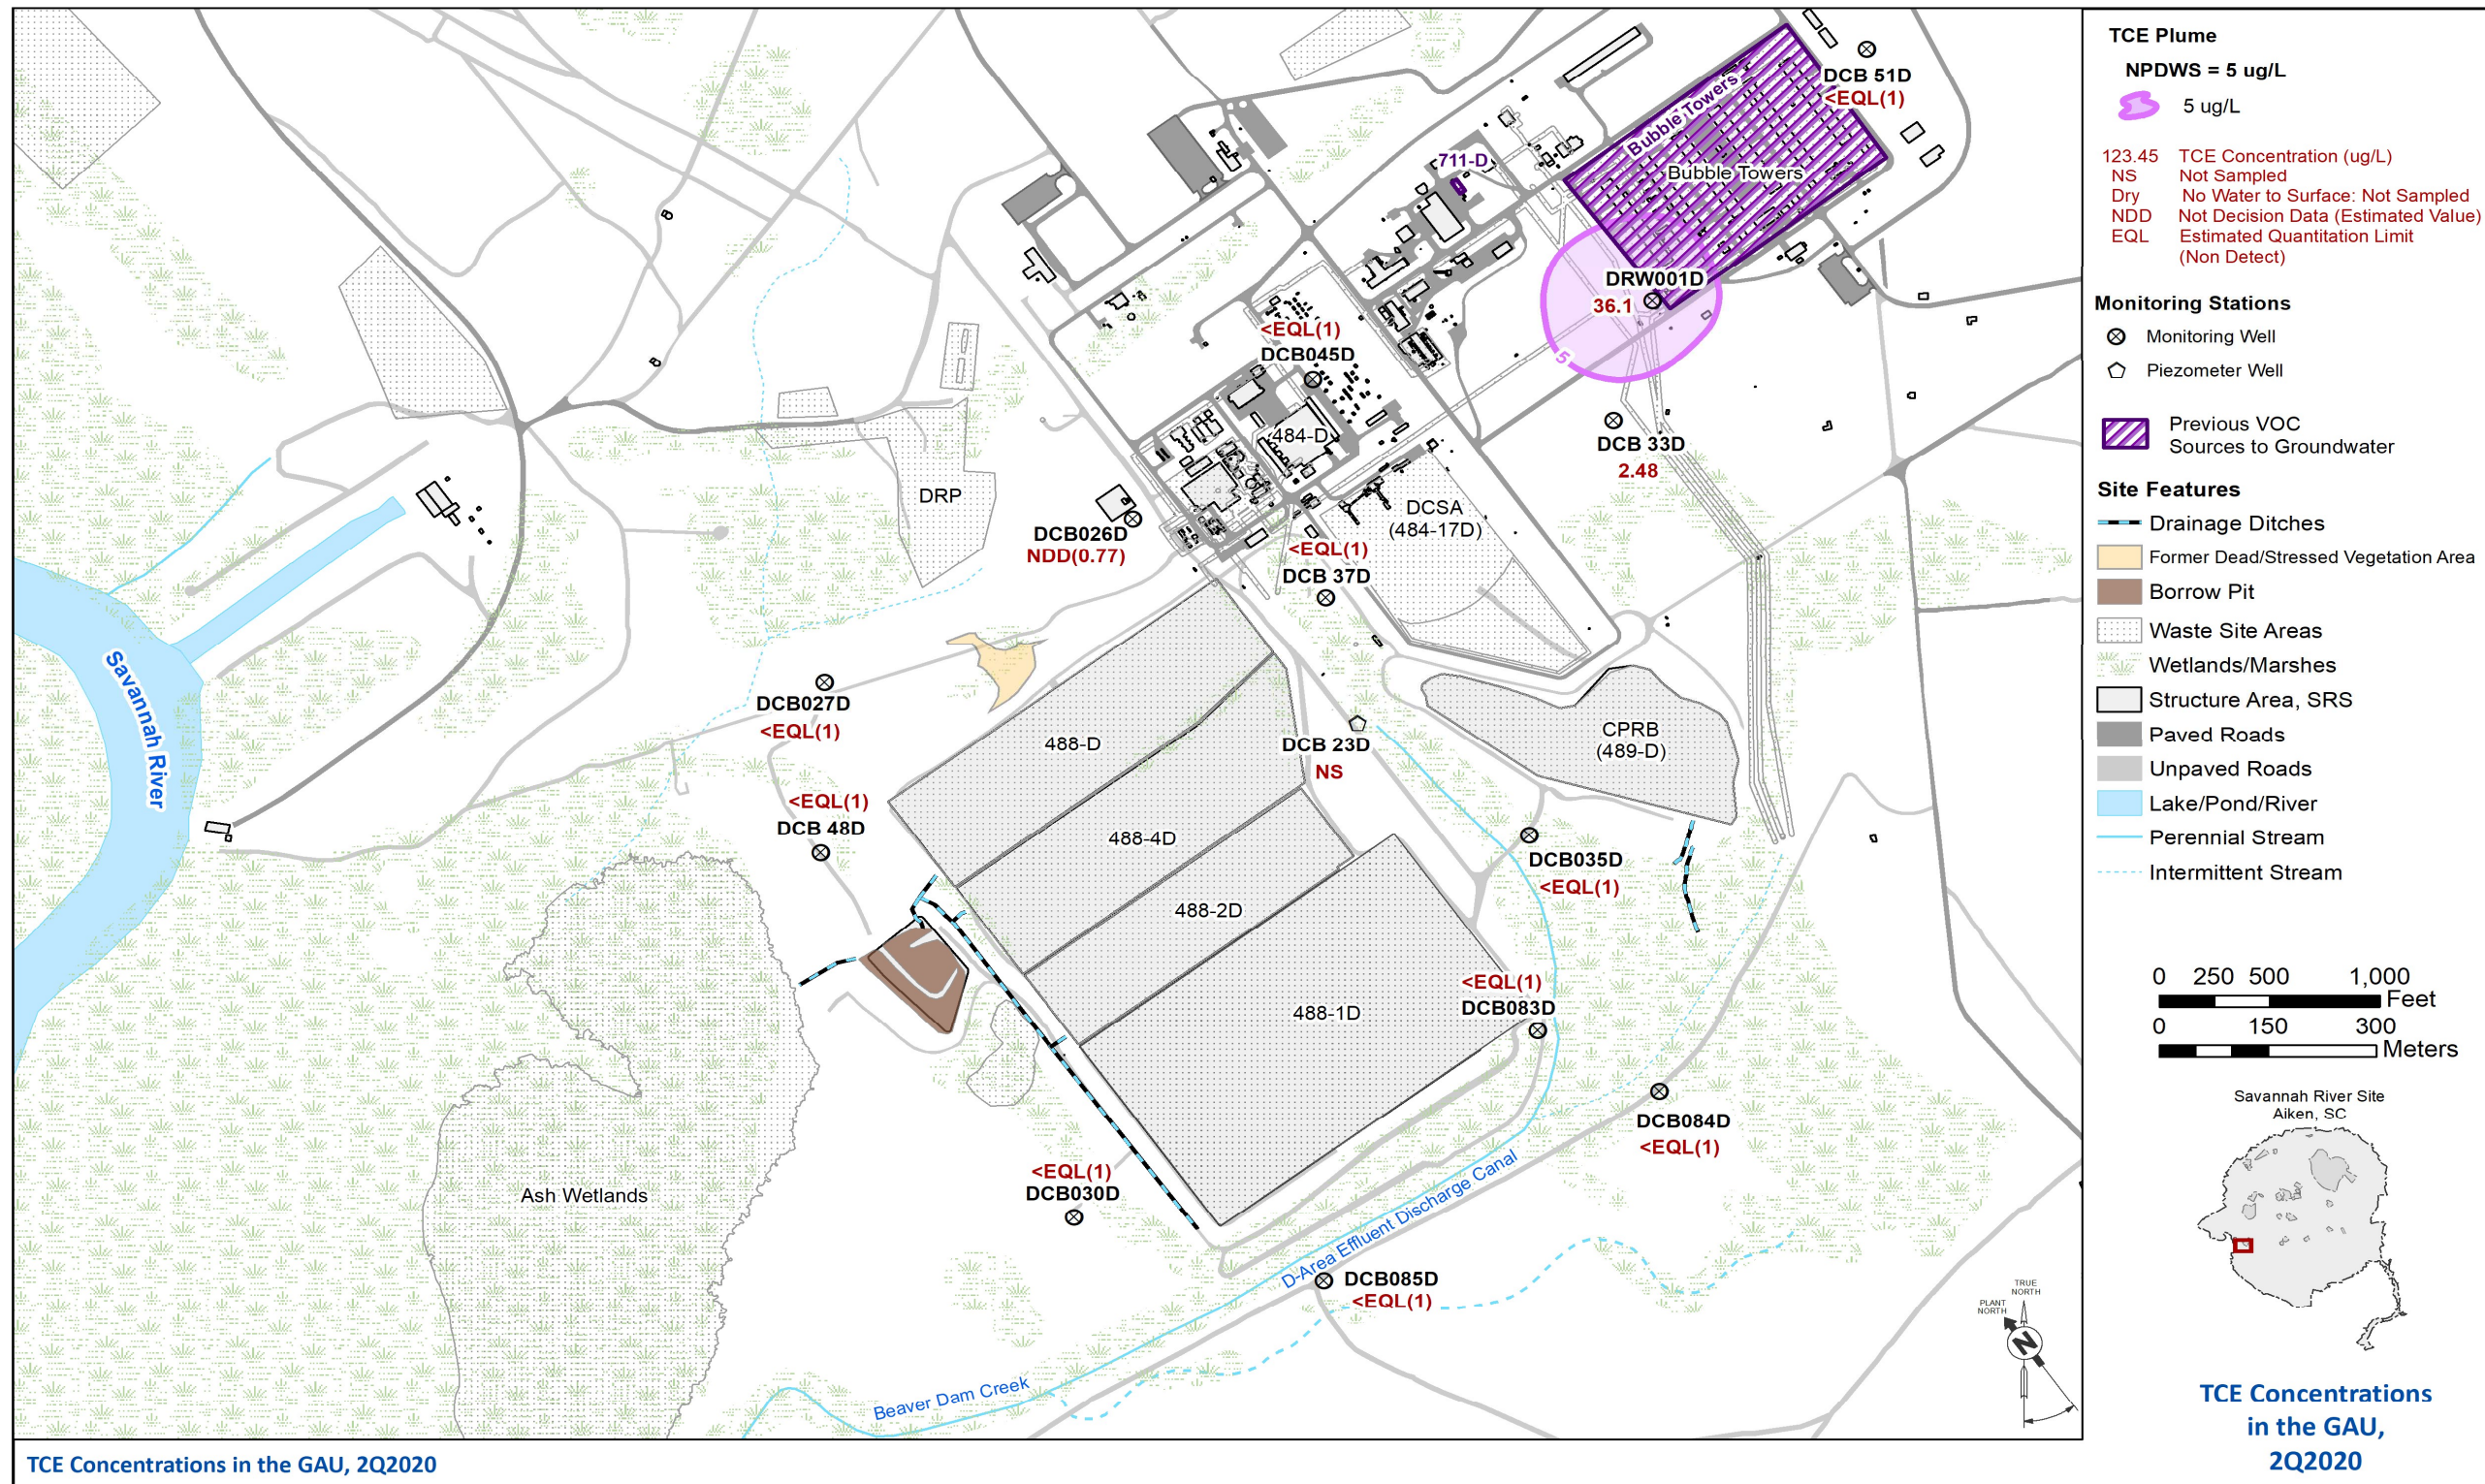 DCB 51D
<EQL(1)
Bubble Towers
Bubble Towers
711-D
DRW001D
36.1
5
<EQL(1)
DCB045D
484-D
DCB 33D
2.48
DRP
DCSA
(484-17D)
DCB026D
NDD(0.77)
<EQL(1)
DCB 37D
Savannah River
DCB027D
<EQL(1)
488-D
DCB 23D
NS
CPRB
(489-D)
<EQL(1)
DCB 48D
488-4D
DCB035D
<EQL(1)
488-2D
<EQL(1)
DCB083D
488-1D
DCB084D
<EQL(1)
<EQL(1)
DCB030D
Ash Wetlands
D-Area Effluent Discharge Canal
DCB085D
<EQL(1)
Beaver Dam Creek
TRUE
NORTH
PLANT
NORTH
N
TCE Concentrations in the GAU, 2Q2020
TCE Plume
NPDWS = 5 ug/L
5 ug/L
123.45 TCE Concentration (ug/L)
NS Not Sampled
Dry No Water to Surface: Not Sampled
NDD Not Decision Data (Estimated Value)
EQL Estimated Quantitation Limit
(Non Detect)
Monitoring Stations
Monitoring Well
Piezometer Well
Previous VOC
Sources to Groundwater
Site Features
Drainage Ditches
Former Dead/Stressed Vegetation Area
Borrow Pit
Waste Site Areas
Wetlands/Marshes
Structure Area, SRS
Paved Roads
Unpaved Roads
Lake/Pond/River
Perennial Stream
Intermittent Stream
0 250 500 1,000
Feet
0 150 300
Meters
Savannah River Site
Aiken, SC
TCE Concentrations
in the GAU,
2Q2020